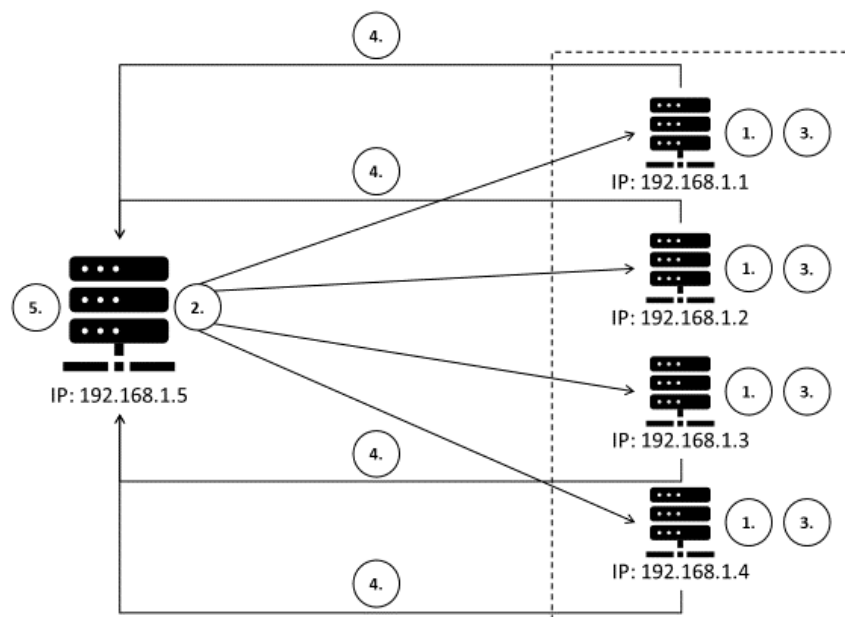 4.
1. 3.
IP: 192.168.1.1
4.
1. 3.
IP: 192.168.1.2
5. 2.
IP: 192.168.1.5
1. 3.
IP: 192.168.1.3
4.
1. 3.
IP: 192.168.1.4
4.